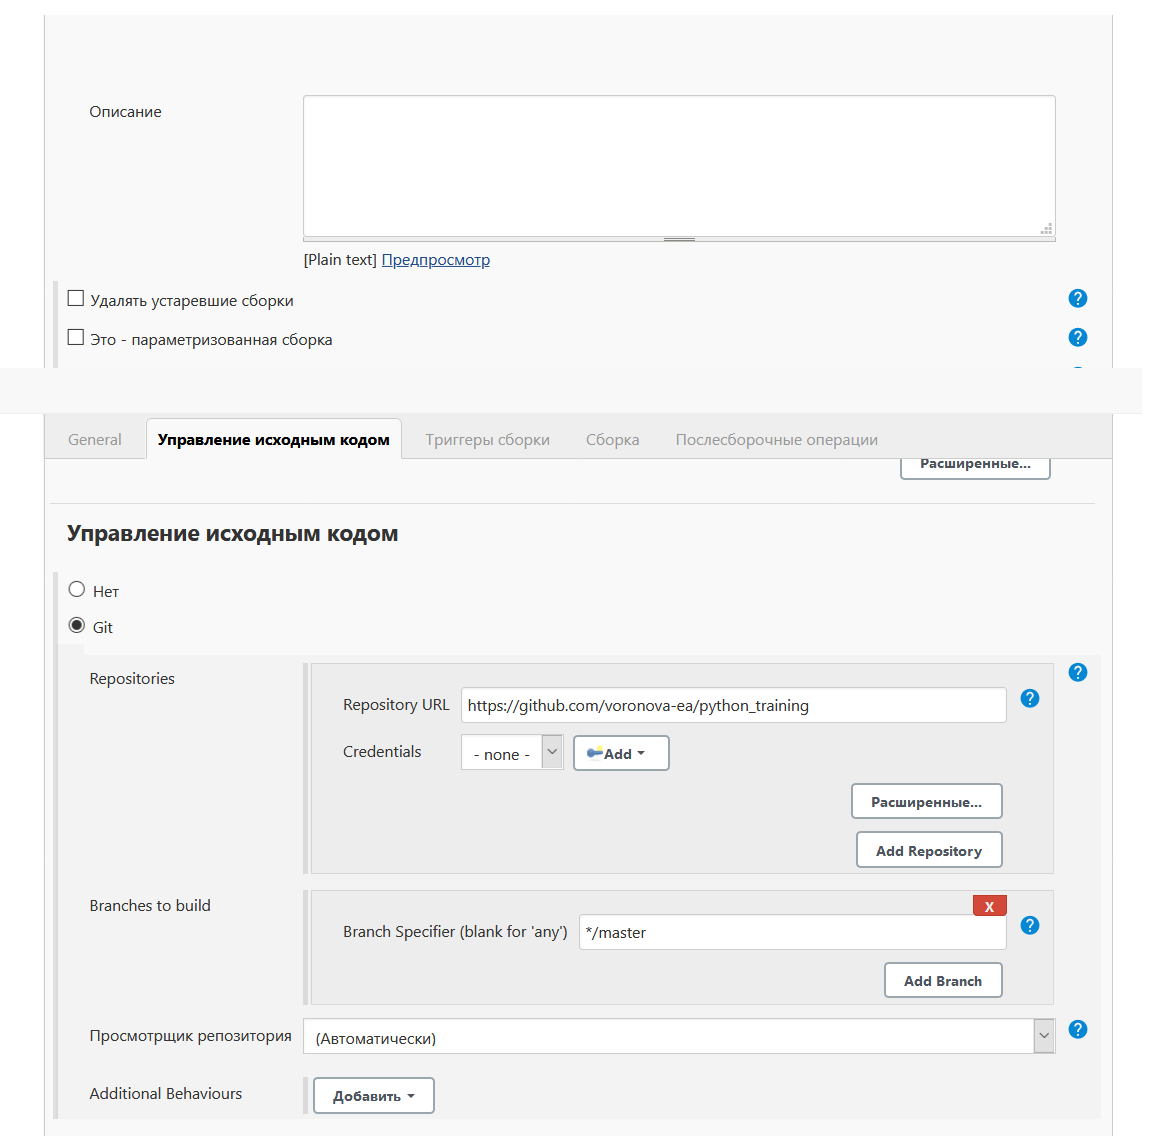 Описание
[Plain text] Предпросмотр
Удалять устаревшие сборки
Это - параметризованная сборка
General Управление исходным кодом Триггеры сборки Сборка Послесборочные операции
Расширенные...
Управление исходным кодом
Нет
Git
Repositories
Repository URL https://github.com/voronova-ea/python_training
Credentials - none - Add
Расширенные...
Add Repository
Branches to build
X
Branch Specifier (blank for 'any') */master
Add Branch
Просмотрщик репозитория (Автоматически)
Additional Behaviours Добавить